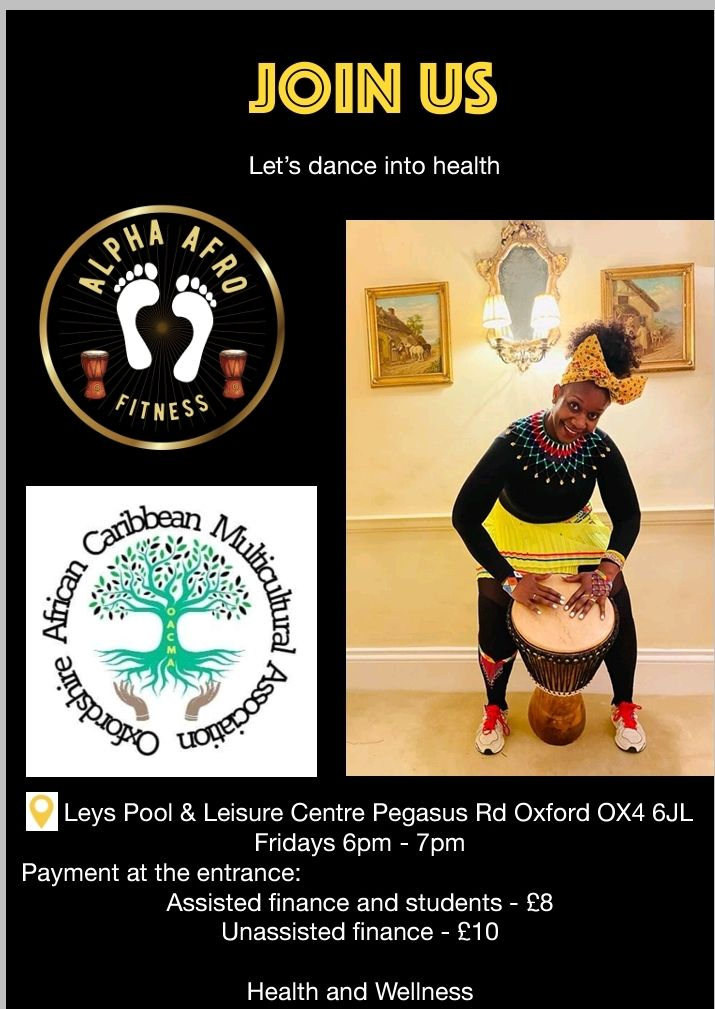 JOIN US
Let's dance into health
ALPHA AFRO
FITNESS
Oxfordshire African Caribbean Multicultural Association
OACMA
Leys Pool & Leisure Centre Pegasus Rd Oxford OX4 6JL
Fridays 6pm - 7pm
Payment at the entrance:
Assisted finance and students - £8
Unassisted finance - £10
Health and Wellness